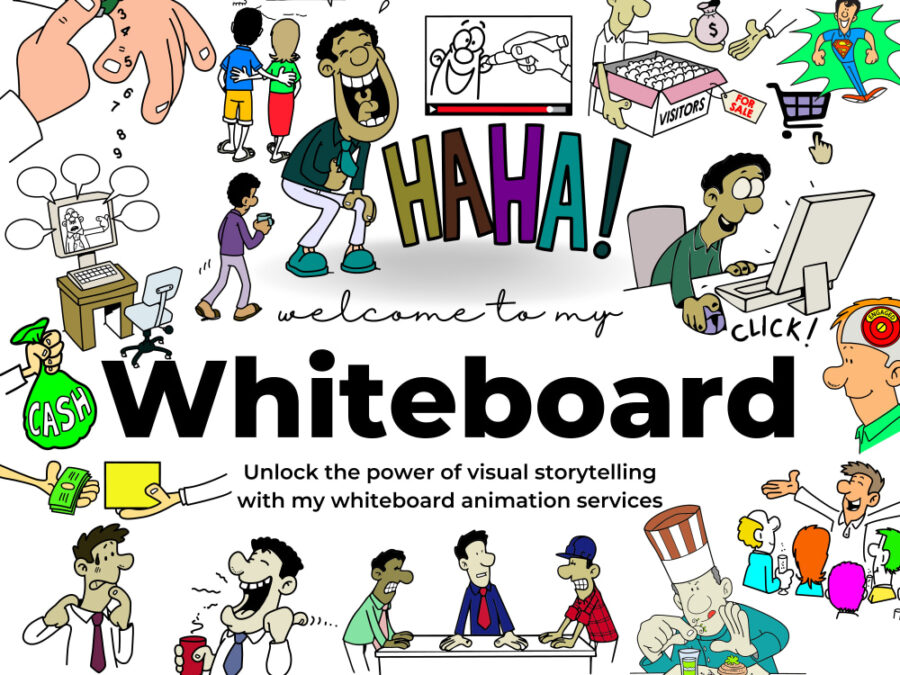 3
4
5
6
7
8
9
$
VISITORS
FOR
SALE
HAHA!
welcome to my
CLICK!
ENGAGED
CASH
Whiteboard
Unlock the power of visual storytelling
with my whiteboard animation services